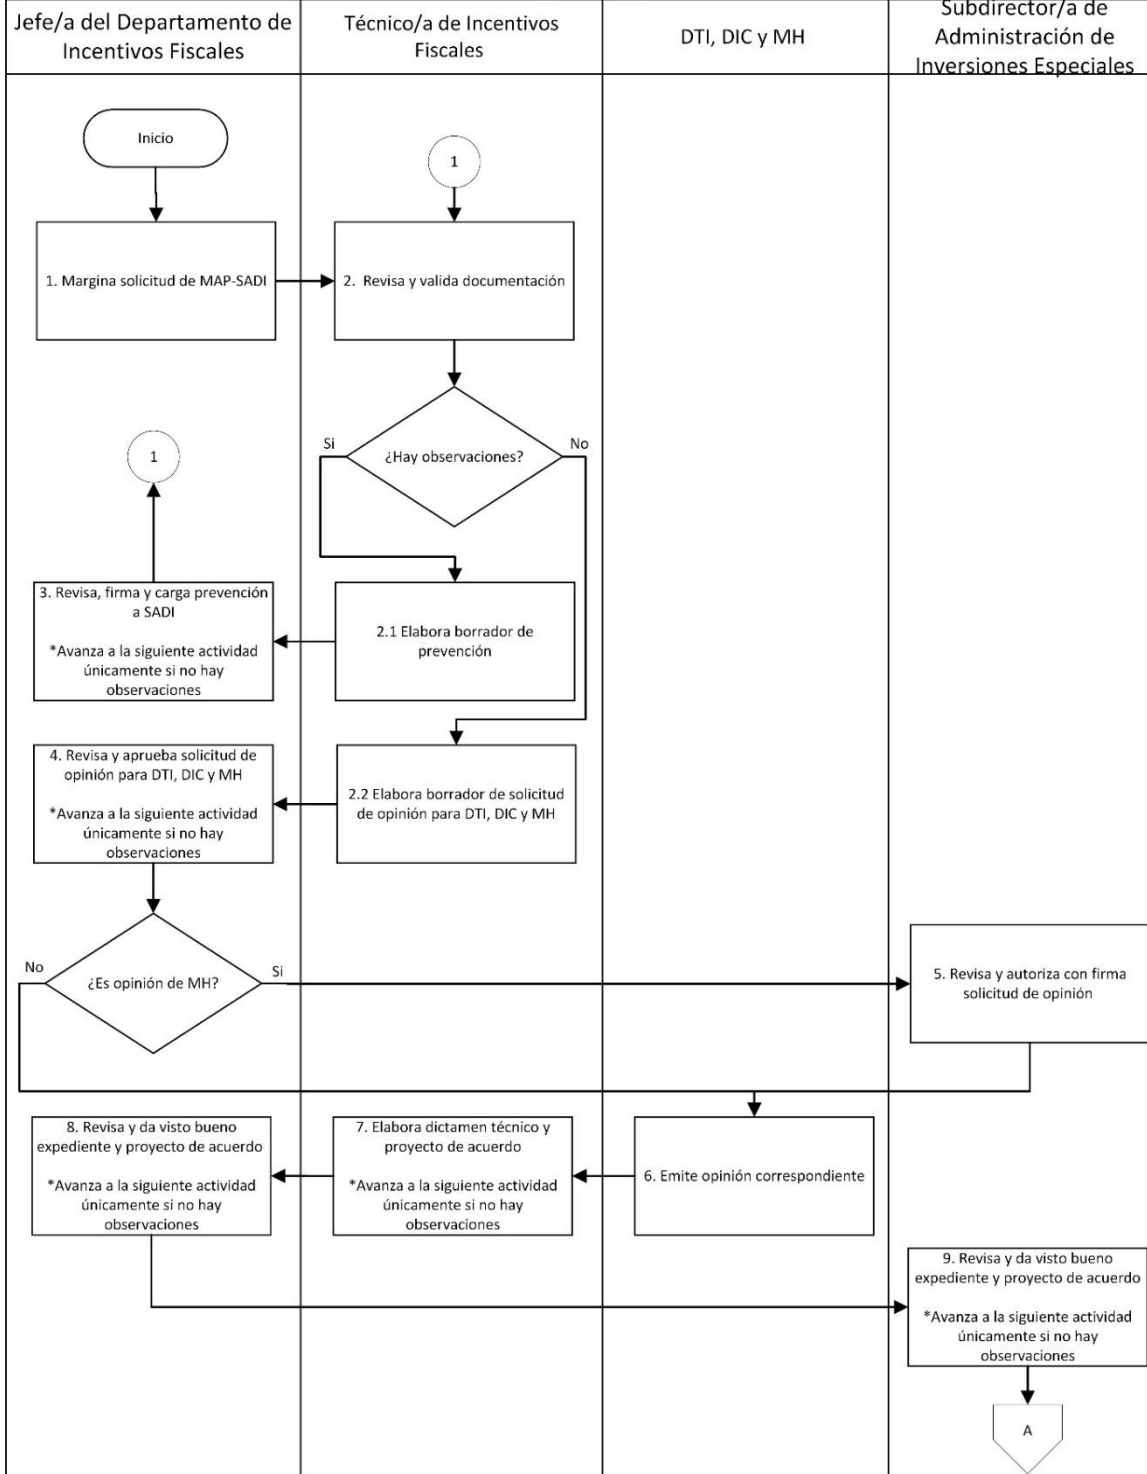 Jefe/a del Departamento de
Incentivos Fiscales
Técnico/a de Incentivos
Fiscales
DTI, DIC y MH
Subdirector/a de
Administración de
Inversiones Especiales
Inicio
1
1. Margina solicitud de MAP-SADI
2. Revisa y valida documentación
Si
¿Hay observaciones?
No
1
3. Revisa, firma y carga prevención
a SADI
*Avanza a la siguiente actividad
únicamente si no hay
observaciones
2.1 Elabora borrador de
prevención
4. Revisa y aprueba solicitud de
opinión para DTI, DIC y MH
*Avanza a la siguiente actividad
únicamente si no hay
observaciones
2.2 Elabora borrador de solicitud
de opinión para DTI, DIC y MH
No
¿Es opinión de MH?
Si
5. Revisa y autoriza con firma
solicitud de opinión
8. Revisa y da visto bueno
expediente y proyecto de acuerdo
*Avanza a la siguiente actividad
únicamente si no hay
observaciones
7. Elabora dictamen técnico y
proyecto de acuerdo
*Avanza a la siguiente actividad
únicamente si no hay
observaciones
6. Emite opinión correspondiente
9. Revisa y da visto bueno
expediente y proyecto de acuerdo
*Avanza a la siguiente actividad
únicamente si no hay
observaciones
A